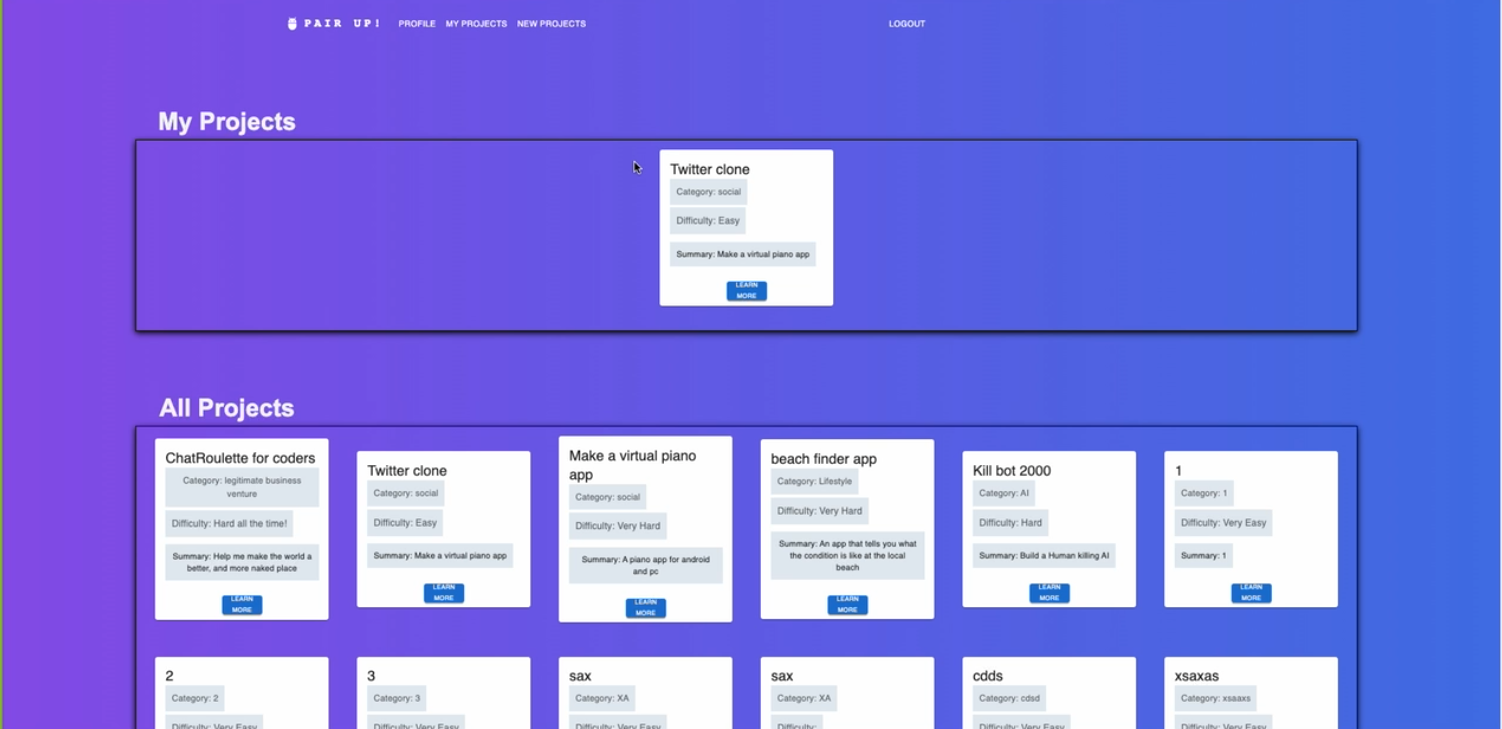 PAIR UP! PROFILE MY PROJECTS NEW PROJECTS LOGOUT
My Projects
Twitter clone
Category: social
Difficulty: Easy
Summary: Make a virtual piano app
LEARN
MORE
All Projects
ChatRoulette for coders
Category: legitimate business
venture
Difficulty: Hard all the time!
Summary: Help me make the world a
better, and more naked place
LEARN
MORE
Twitter clone
Category: social
Difficulty: Easy
Summary: Make a virtual piano app
LEARN
MORE
Make a virtual piano
app
Category: social
Difficulty: Very Hard
Summary: A piano app for android
and pc
LEARN
MORE
beach finder app
Category: Lifestyle
Difficulty: Very Hard
Summary: An app that tells you what
the condition is like at the local
beach
LEARN
MORE
Kill bot 2000
Category: AI
Difficulty: Hard
Summary: Build a Human killing AI
LEARN
MORE
1
Category: 1
Difficulty: Very Easy
Summary: 1
LEARN
MORE
2
Category: 2
Difficulty: Very Easy
3
Category: 3
Difficulty: Very Easy
sax
Category: XA
Difficulty: Very Easy
sax
Category: XA
Difficulty:
cdds
Category: cdsd
Difficulty: Very Easy
xsaxas
Category: xsaaxs
Difficulty: Very Easy